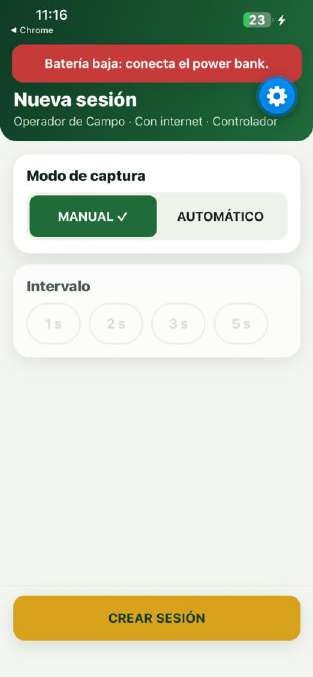 11:16
23
◀ Chrome
Batería baja: conecta el power bank.
Nueva sesión
Operador de Campo · Con internet · Controlador
Modo de captura
MANUAL ✓
AUTOMÁTICO
Intervalo
1 s
2 s
3 s
5 s
CREAR SESIÓN